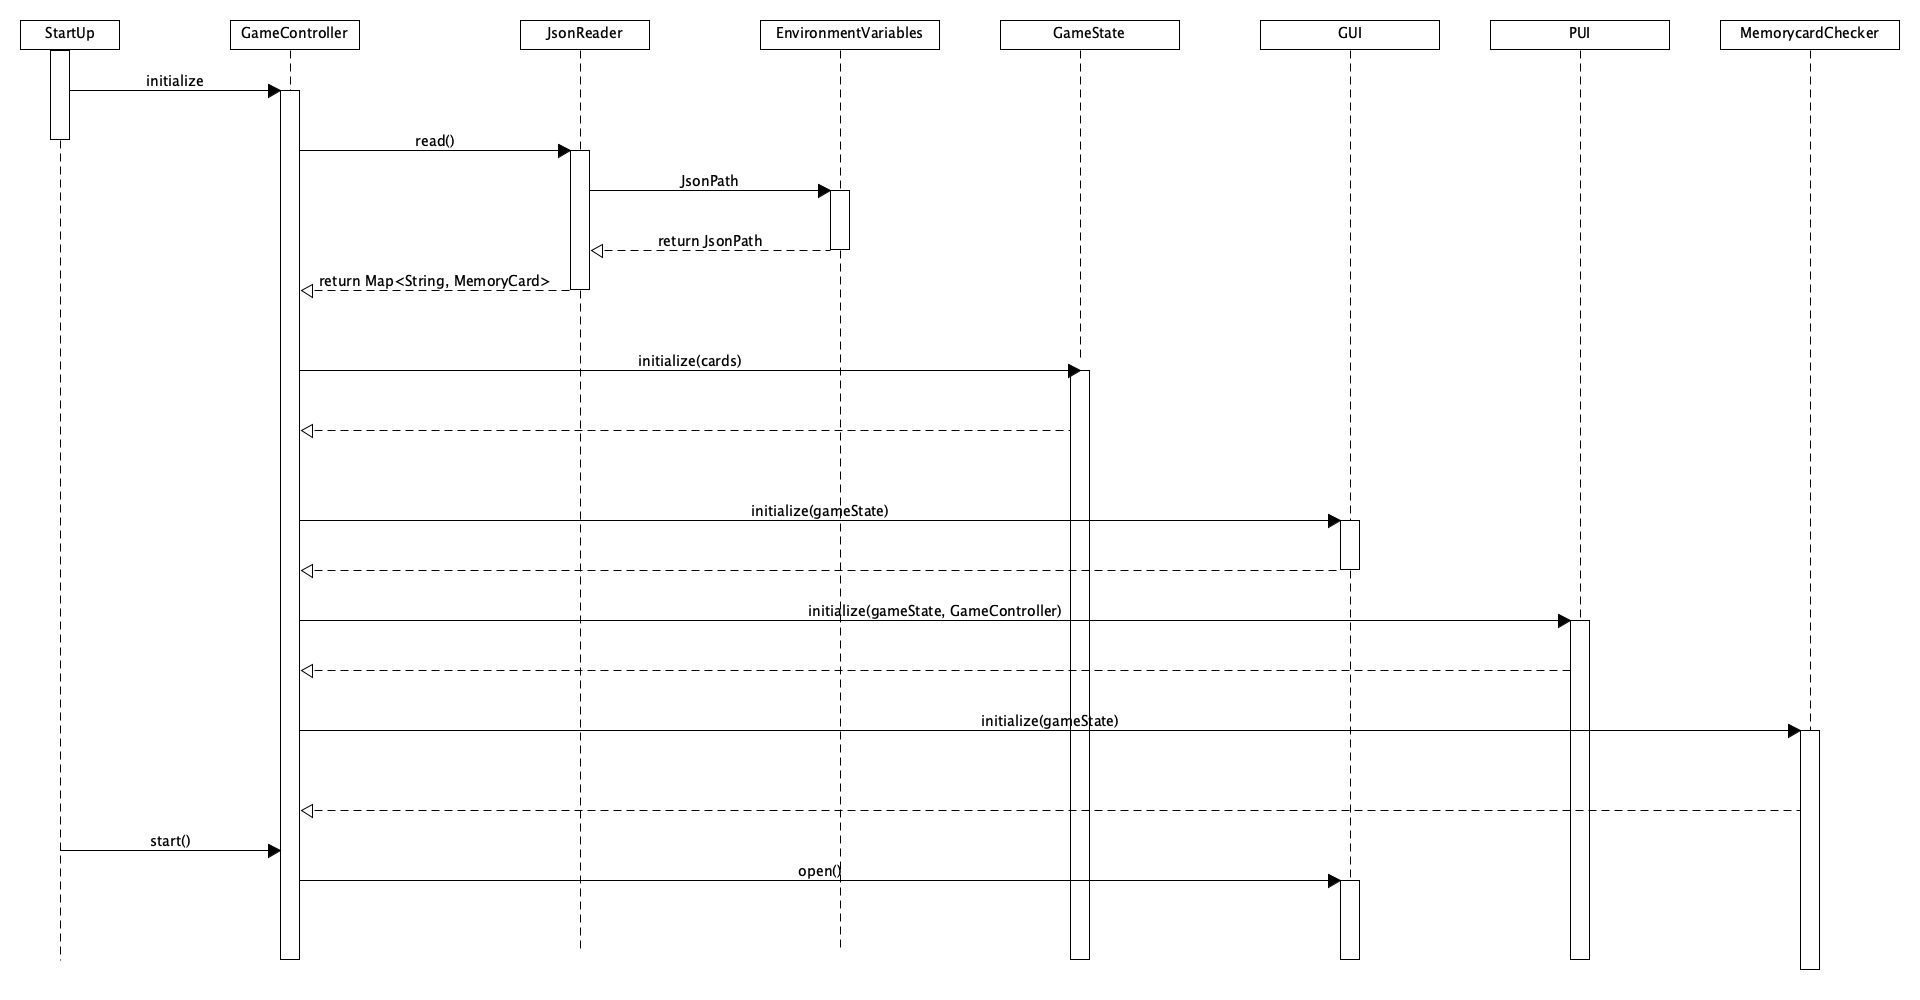 StartUp
GameController
JsonReader
EnvironmentVariables
GameState
GUI
PUI
MemorycardChecker
initialize
read()
JsonPath
return JsonPath
return Map<String, MemoryCard>
initialize(cards)
initialize(gameState)
initialize(gameState, GameController)
initialize(gameState)
start()
open()